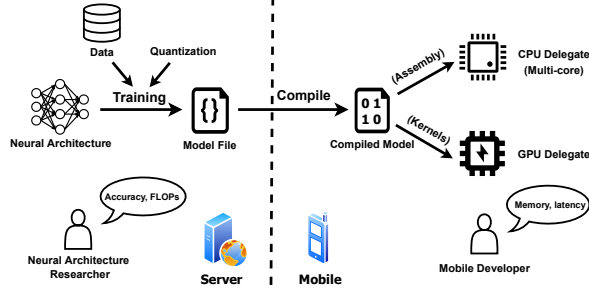 Data
Quantization
Training
Neural Architecture
{}
Model File
Compile
0 1
1 0
Compiled Model
(Assembly)
(Kernels)
CPU Delegate
(Multi-core)
GPU Delegate
Accuracy, FLOPs
Neural Architecture
Researcher
Server
Mobile
Memory, latency
Mobile Developer